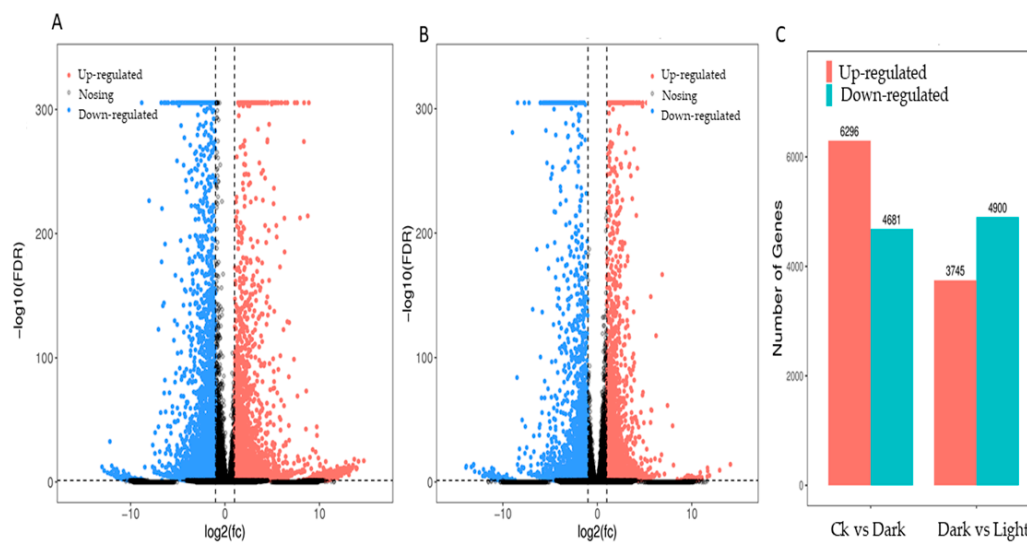 A
Up-regulated
Nosing
Down-regulated
300
200
100
0
−log10(FDR)
−10
0
10
log2(fc)
B
Up-regulated
Nosing
Down-regulated
300
200
100
0
−log10(FDR)
−10
0
10
log2(fc)
C
Up-regulated
Down-regulated
6296
4681
3745
4900
6000
4000
2000
0
Number of Genes
Ck vs Dark
Dark vs Light